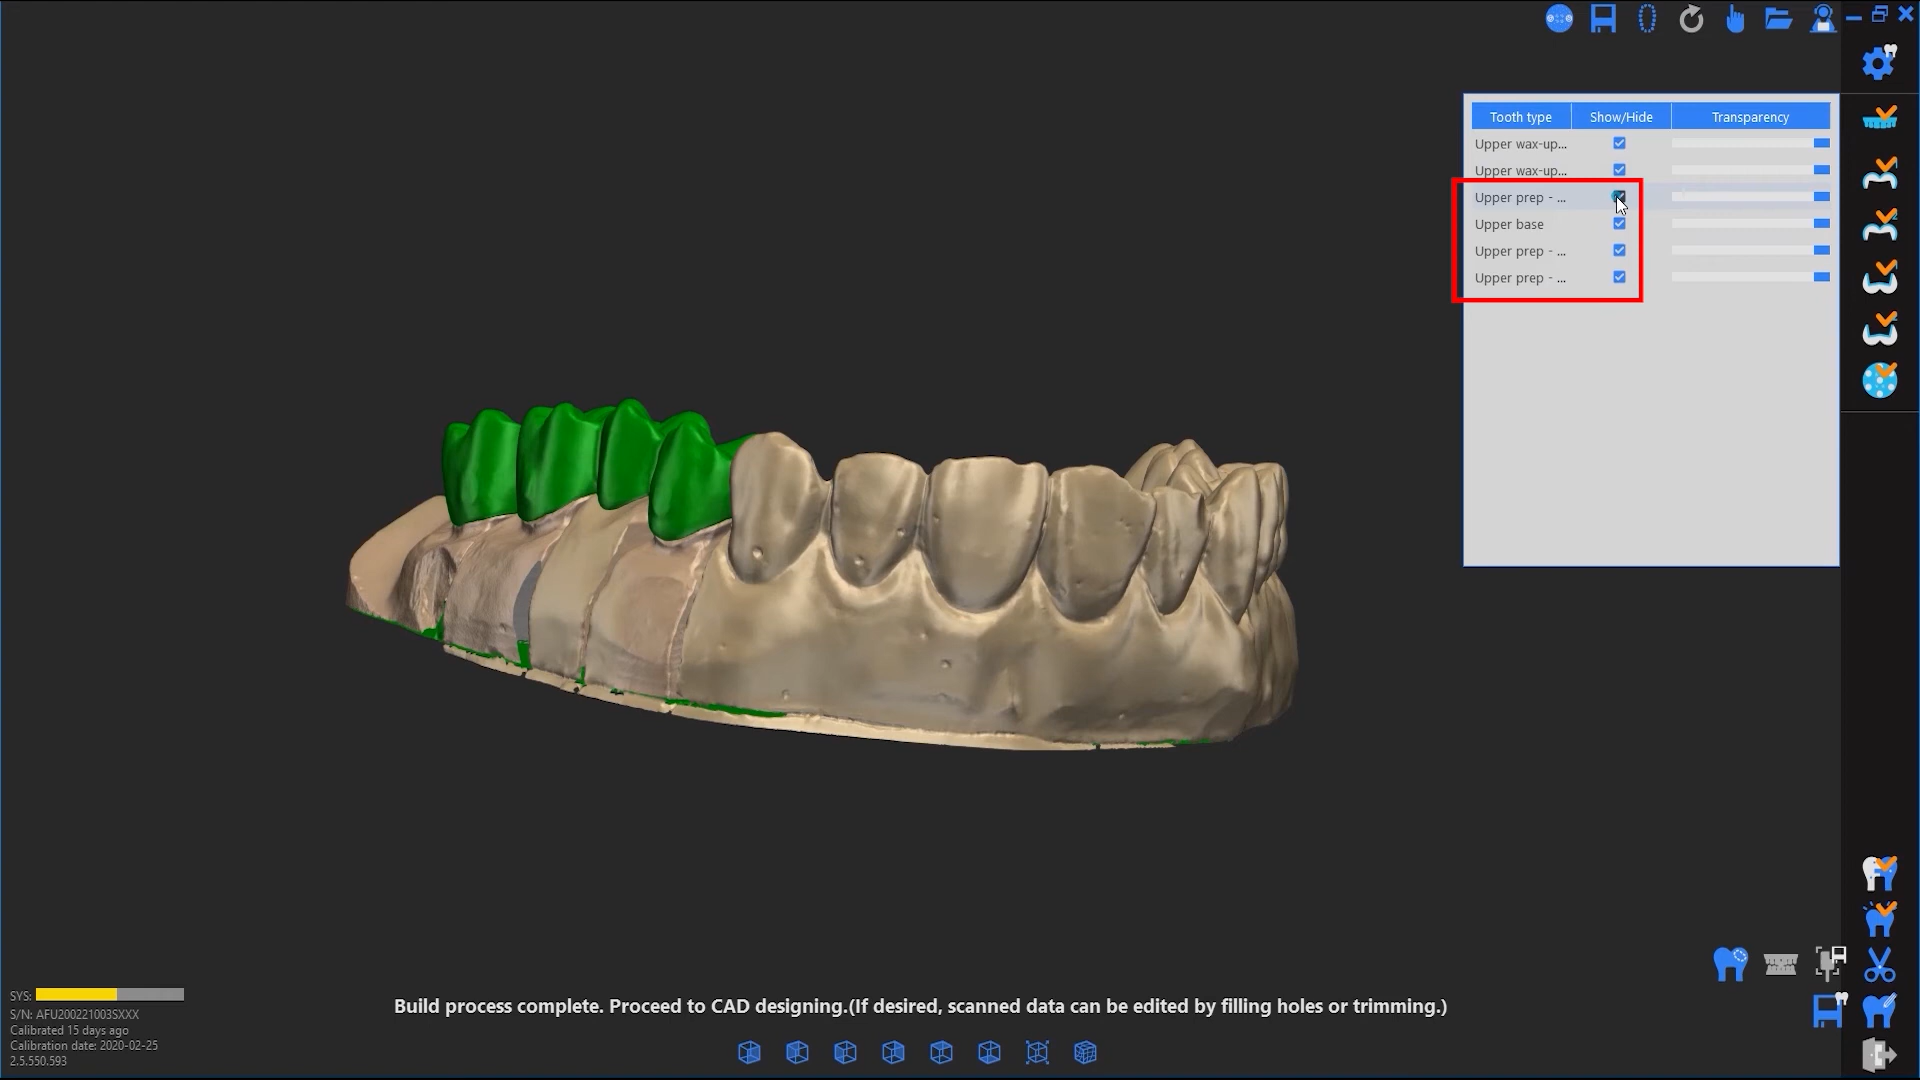 Tooth type Show/Hide Transparency
Upper wax-up...
Upper wax-up...
Upper prep - ...
Upper base
Upper prep - ...
Upper prep - ...
SYS:
S/N: AFU200221003SXXX
Calibrated 15 days ago
Calibration date: 2020-02-25
2.5.550.593
Build process complete. Proceed to CAD designing.(If desired, scanned data can be edited by filling holes or trimming.)